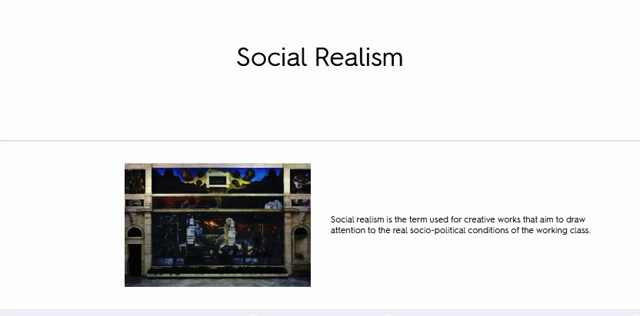 Social Realism
Social realism is the term used for creative works that aim to draw
attention to the real socio-political conditions of the working class.